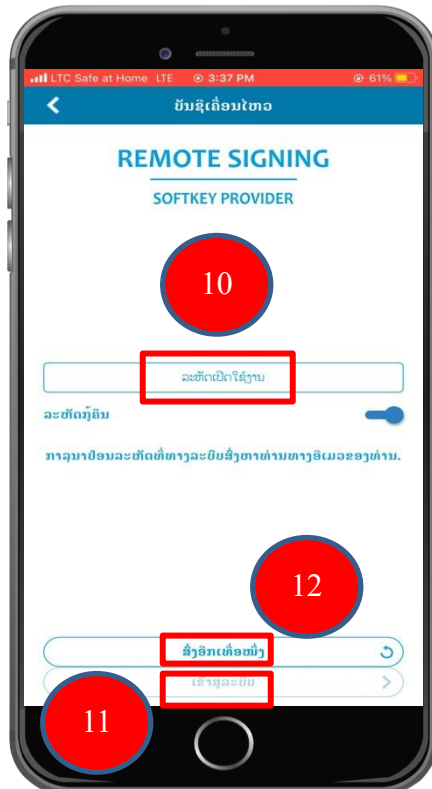 LTC Safe at Home LTE 3:37 PM 61%
ບັນຊີເຄື່ອນໄຫວ
REMOTE SIGNING
SOFTKEY PROVIDER
10
ລະຫັດເປີດໃຊ້ງານ
ລະຫັດກູ້ຄືນ
ກາລຸນາປ້ອນລະຫັດທີ່ທາງລະບົບສົ່ງຫາທ່ານທາງອີເມວຂອງທ່ານ.
12
ສົ່ງອີກເທື່ອໜຶ່ງ
ເຂົ້າສູ່ລະບົບ
11